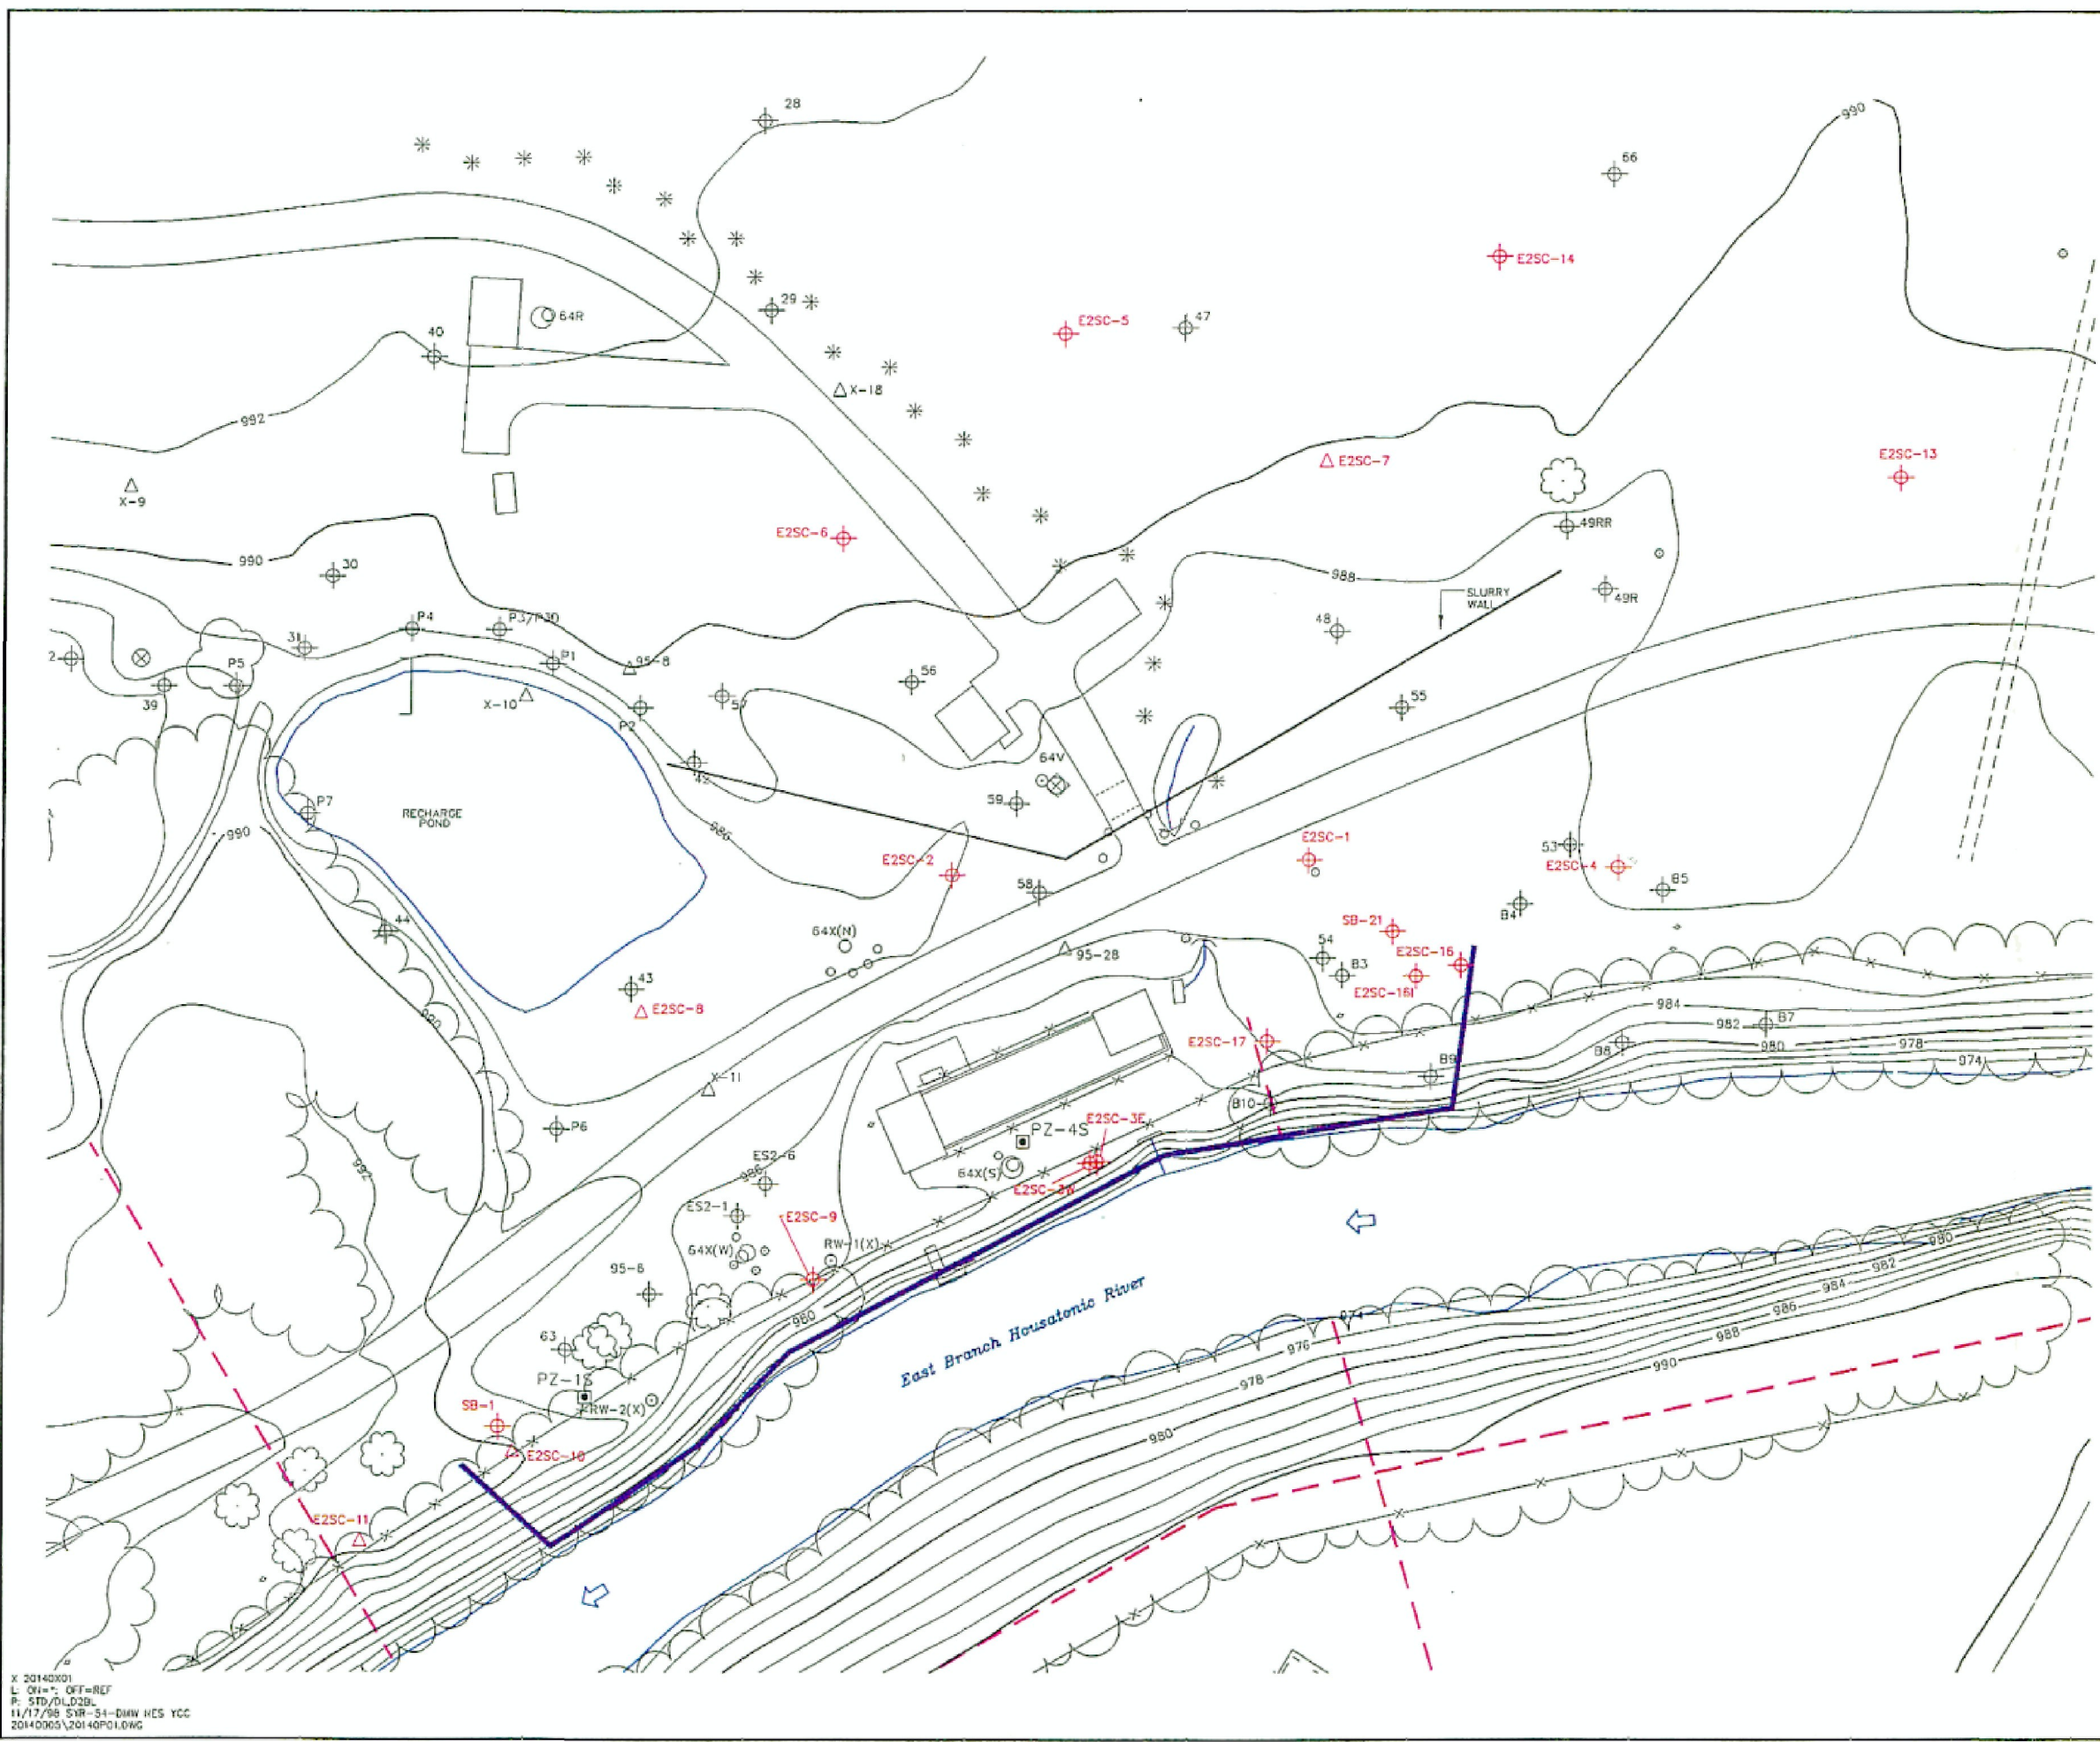 28
990
66
E2SC-14
29
64R
E2SC-5
47
40
X-18
992
E2SC-7
E2SC-13
X-9
49RR
E2SC-6
990
30
988
SLURRY
WALL
49R
P4
P3/P3D
48
31
2
P5
P1
95-8
56
39
X-10
57
P2
55
64V
42
59
P7
RECHARGE
POND
986
990
E2SC-1
53
E2SC-2
E2SC-4
58
B5
B4
44
SB-21
64X(N)
54
95-28
E2SC-16
B3
43
E2SC-16I
E2SC-8
984
990
982
B7
E2SC-17
980
978
B8
B9
974
X-11
B10
E2SC-3E
P6
PZ-4S
ES2-6
992
986
64X(S)
E2SC-3W
ES2-1
E2SC-9
980
RW-1(X)
64X(W)
982
95-6
984
East Branch Housatonic River
986
974
980
988
63
976
990
PZ-1S
978
SB-1
RW-2(X)
980
E2SC-10
E2SC-11
X 20140X01
L: ON=*; OFF=REF
P: STD/DL.D2BL
11/17/98 SYR-54-DMW NES YCC
20140005\20140P01.DWG